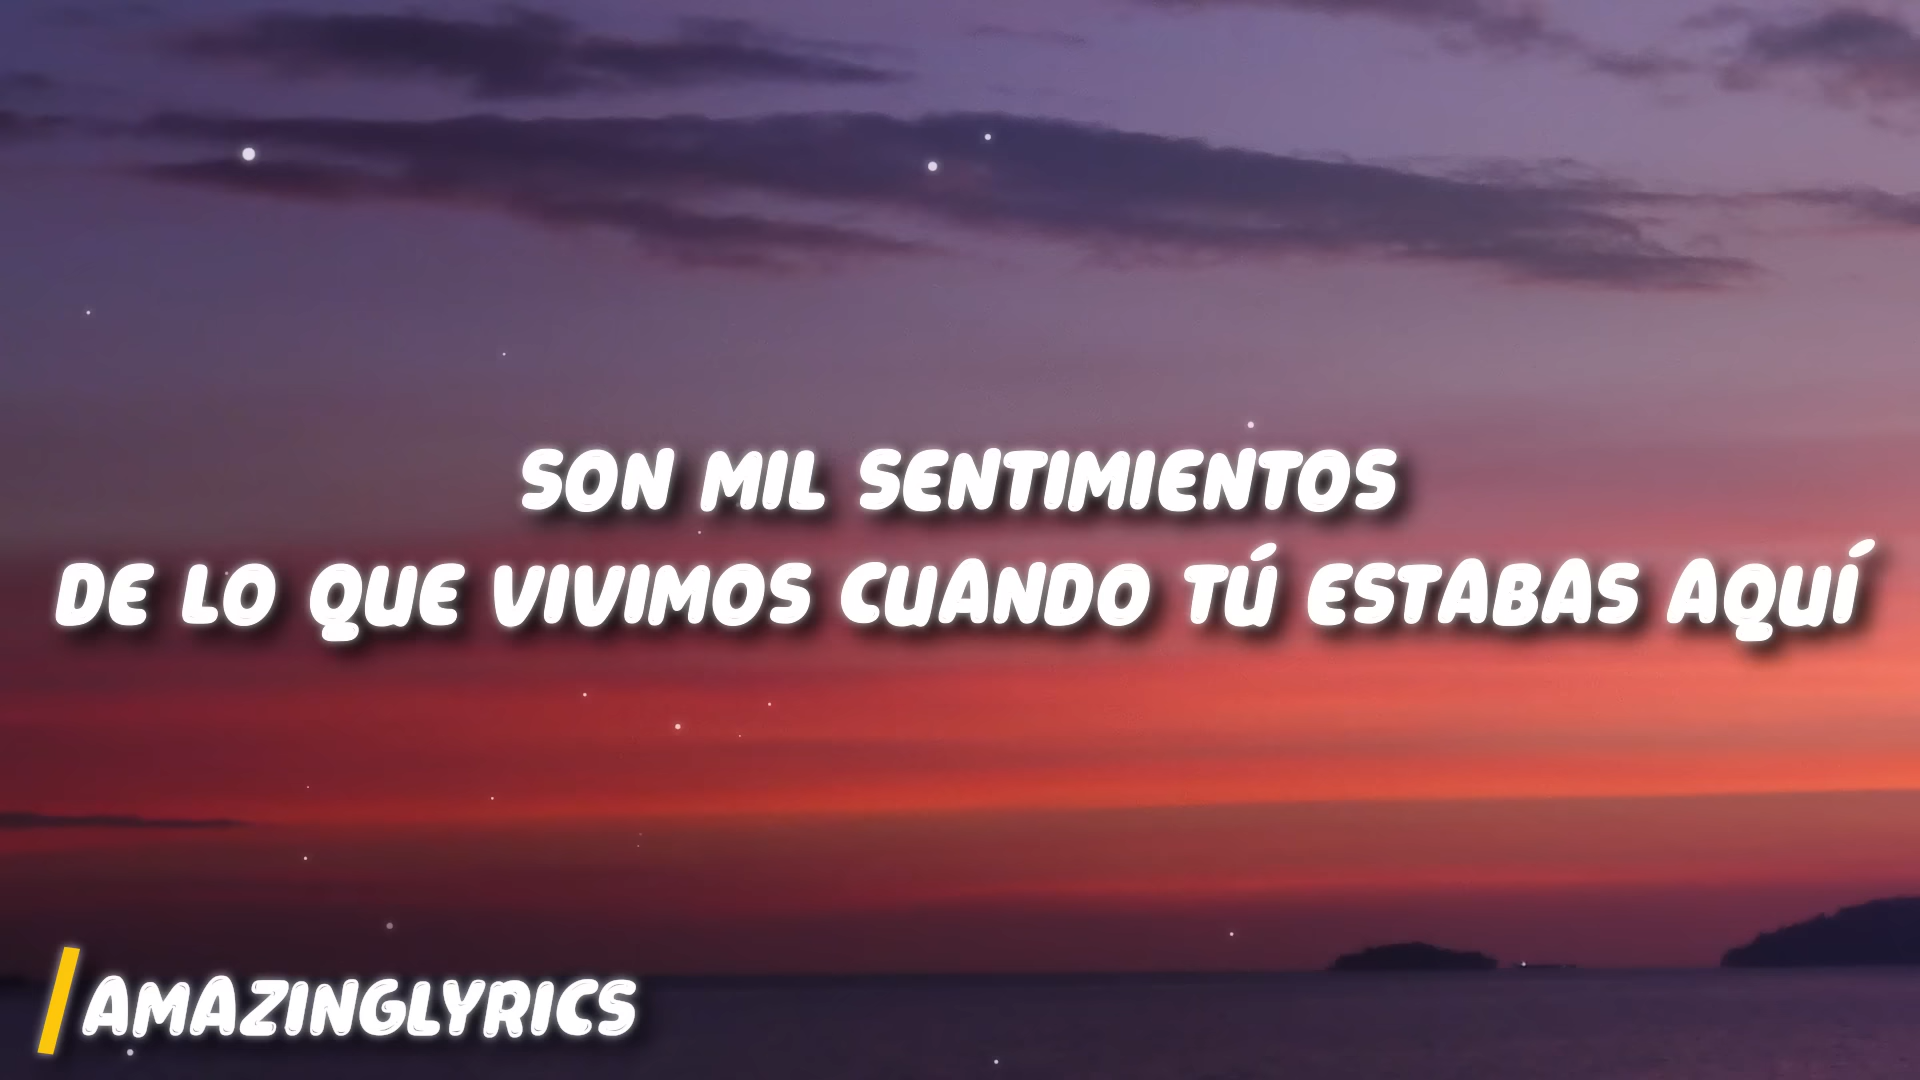 SON MIL SENTIMIENTOS
DE LO QUE VIVIMOS CUANDO TÚ ESTABAS AQUÍ
AMAZINGLYRICS